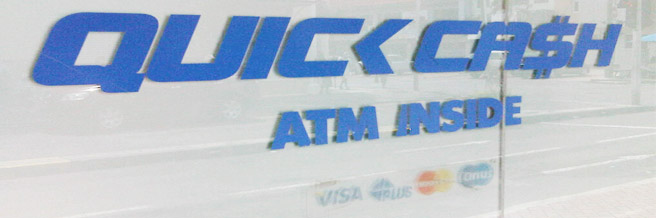 QUICK CA$H
ATM INSIDE
VISA PLUS